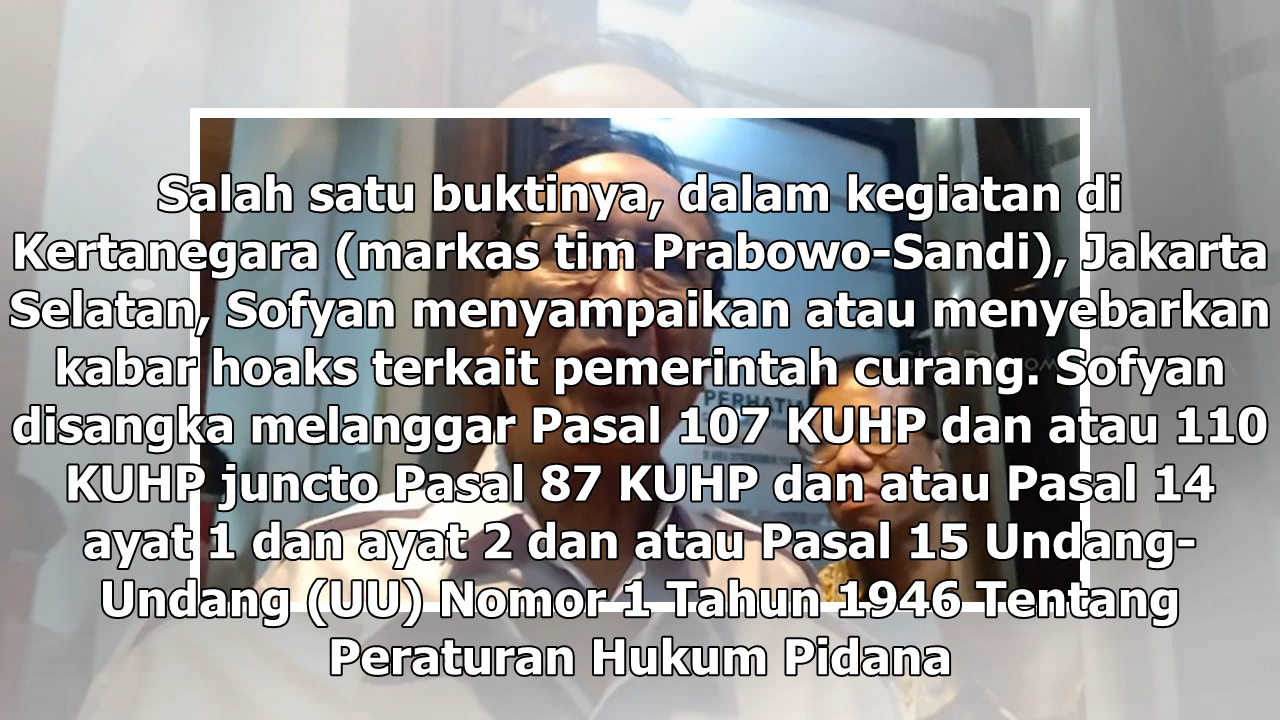 Salah satu buktinya, dalam kegiatan di
Kertanegara (markas tim Prabowo-Sandi), Jakarta
Selatan, Sofyan menyampaikan atau menyebarkan
kabar hoaks terkait pemerintah curang. Sofyan
disangka melanggar Pasal 107 KUHP dan atau 110
KUHP juncto Pasal 87 KUHP dan atau Pasal 14
ayat 1 dan ayat 2 dan atau Pasal 15 Undang-
Undang (UU) Nomor 1 Tahun 1946 Tentang
Peraturan Hukum Pidana